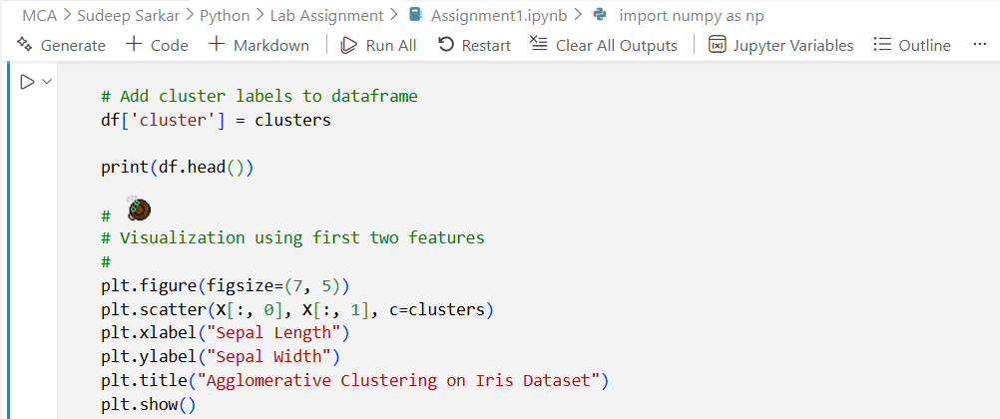 MCA > Sudeep Sarkar > Python > Lab Assignment > Assignment1.ipynb > import numpy as np
Generate + Code + Markdown | Run All Restart Clear All Outputs | Jupyter Variables Outline ...
# Add cluster labels to dataframe
df['cluster'] = clusters
print(df.head())
#
# Visualization using first two features
#
plt.figure(figsize=(7, 5))
plt.scatter(X[:, 0], X[:, 1], c=clusters)
plt.xlabel("Sepal Length")
plt.ylabel("Sepal Width")
plt.title("Agglomerative Clustering on Iris Dataset")
plt.show()